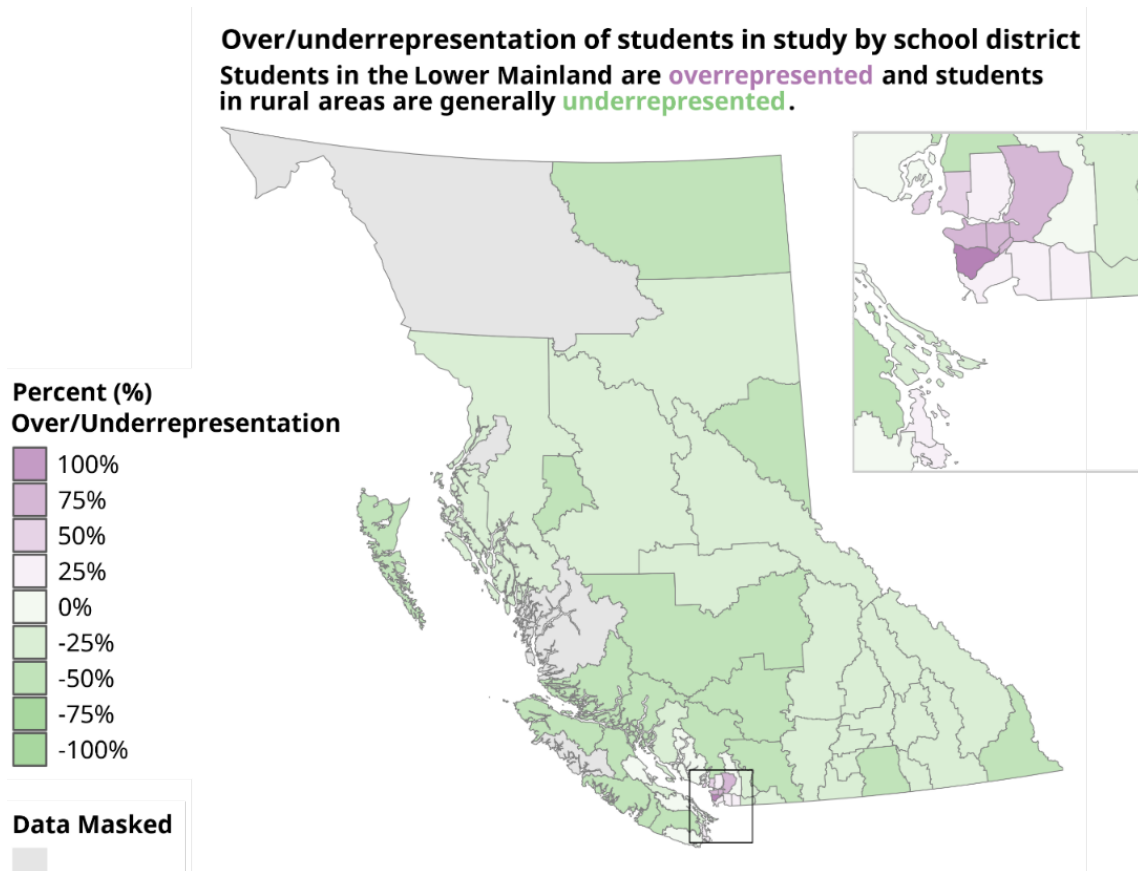 Over/underrepresentation of students in study by school district
Students in the Lower Mainland are overrepresented and students
in rural areas are generally underrepresented.
Percent (%)
Over/Underrepresentation
100%
75%
50%
25%
0%
-25%
-50%
-75%
-100%
Data Masked